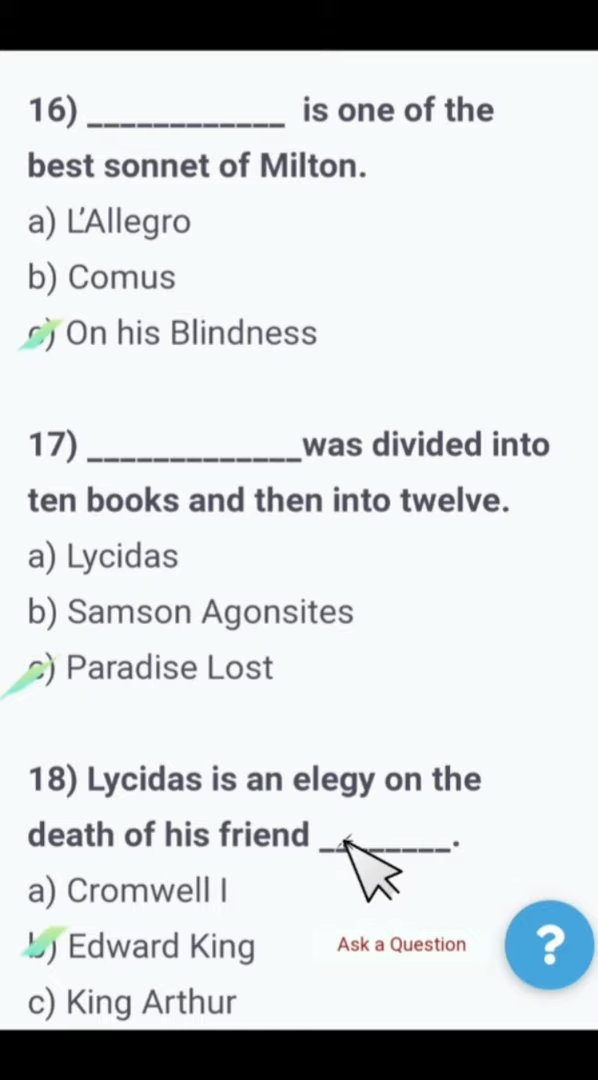 16) ____________ is one of the
best sonnet of Milton.
a) L'Allegro
b) Comus
c) On his Blindness
17) _____________was divided into
ten books and then into twelve.
a) Lycidas
b) Samson Agonsites
c) Paradise Lost
18) Lycidas is an elegy on the
death of his friend ________.
a) Cromwell I
b) Edward King
Ask a Question
?
c) King Arthur